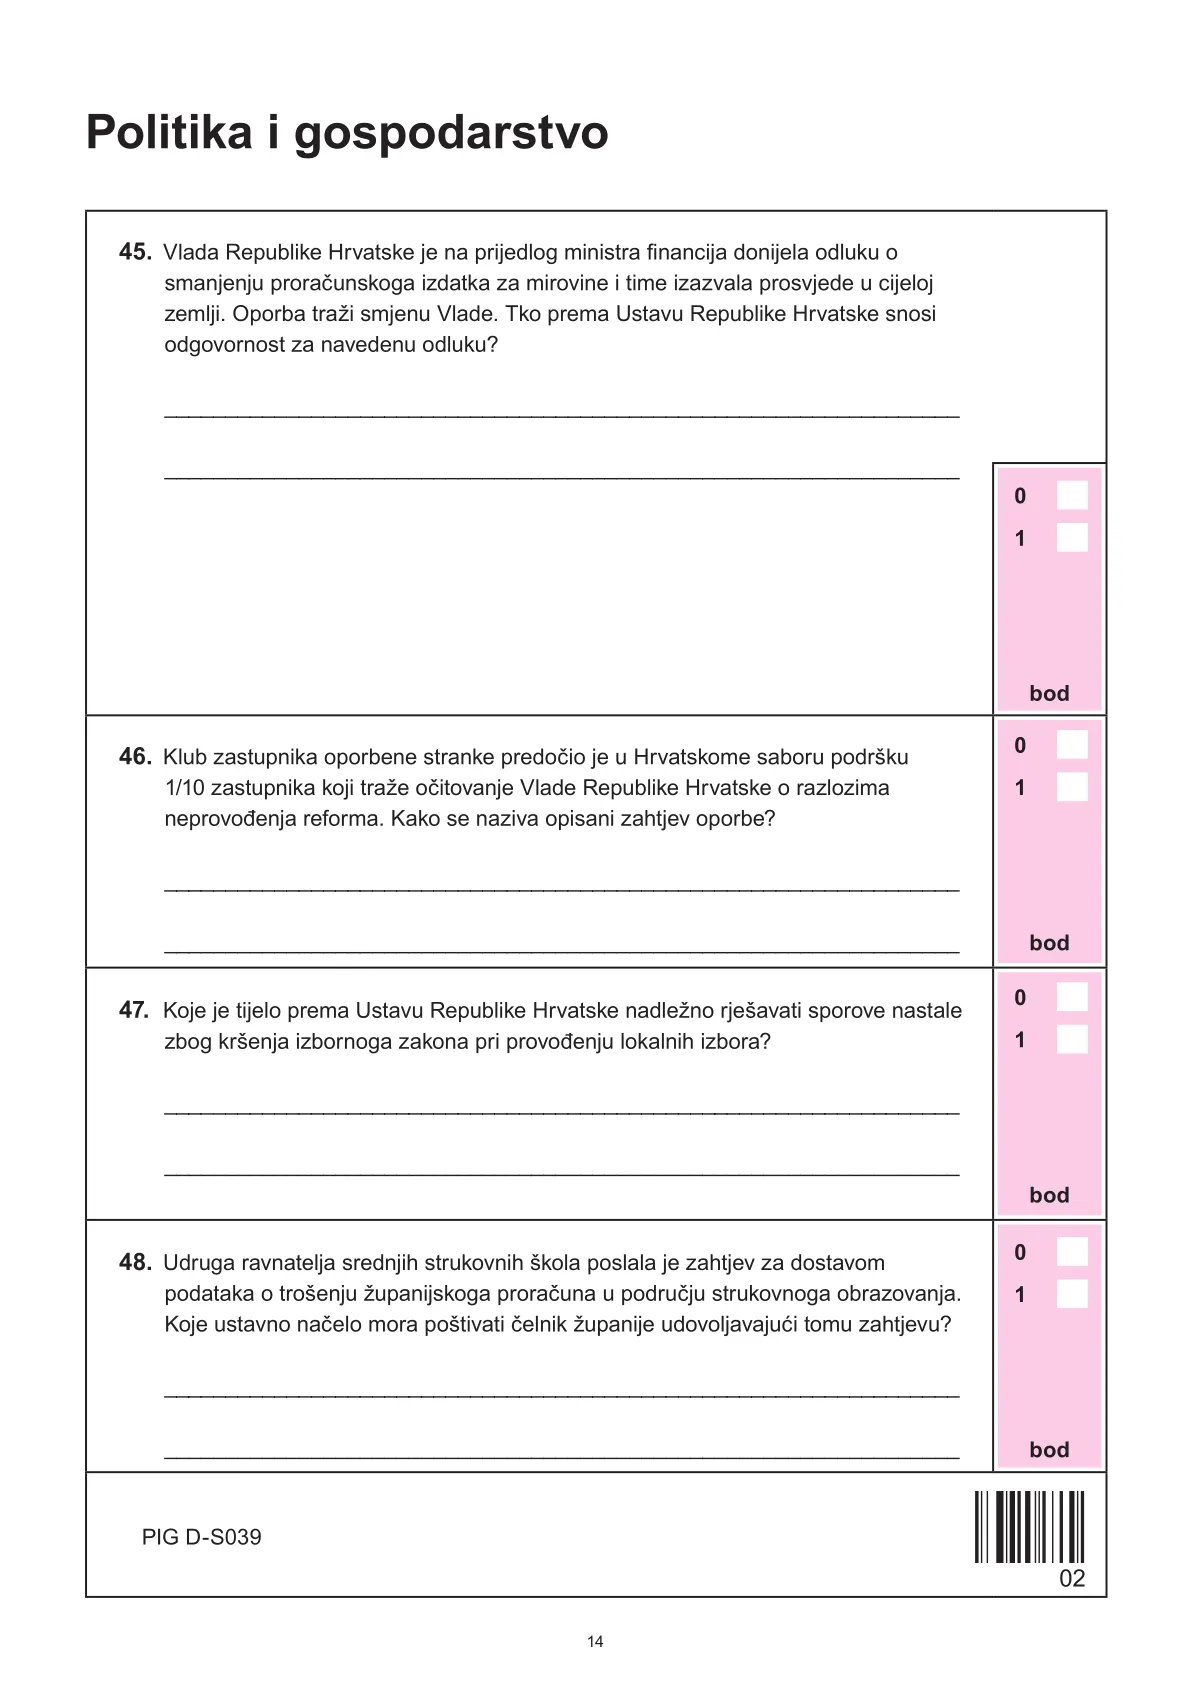 Politika i gospodarstvo
45. Vlada Republike Hrvatske je na prijedlog ministra financija donijela odluku o
smanjenju proračunskoga izdatka za mirovine i time izazvala prosvjede u cijeloj
zemlji. Oporba traži smjenu Vlade. Tko prema Ustavu Republike Hrvatske snosi
odgovornost za navedenu odluku?
0
1
bod
46. Klub zastupnika oporbene stranke predočio je u Hrvatskome saboru podršku
1/10 zastupnika koji traže očitovanje Vlade Republike Hrvatske o razlozima
neprovođenja reforma. Kako se naziva opisani zahtjev oporbe?
0
1
bod
47. Koje je tijelo prema Ustavu Republike Hrvatske nadležno rješavati sporove nastale
zbog kršenja izbornoga zakona pri provođenju lokalnih izbora?
0
1
bod
48. Udruga ravnatelja srednjih strukovnih škola poslala je zahtjev za dostavom
podataka o trošenju županijskoga proračuna u području strukovnoga obrazovanja.
Koje ustavno načelo mora poštivati čelnik županije udovoljavajući tomu zahtjevu?
0
1
bod
PIG D-S039
02
14